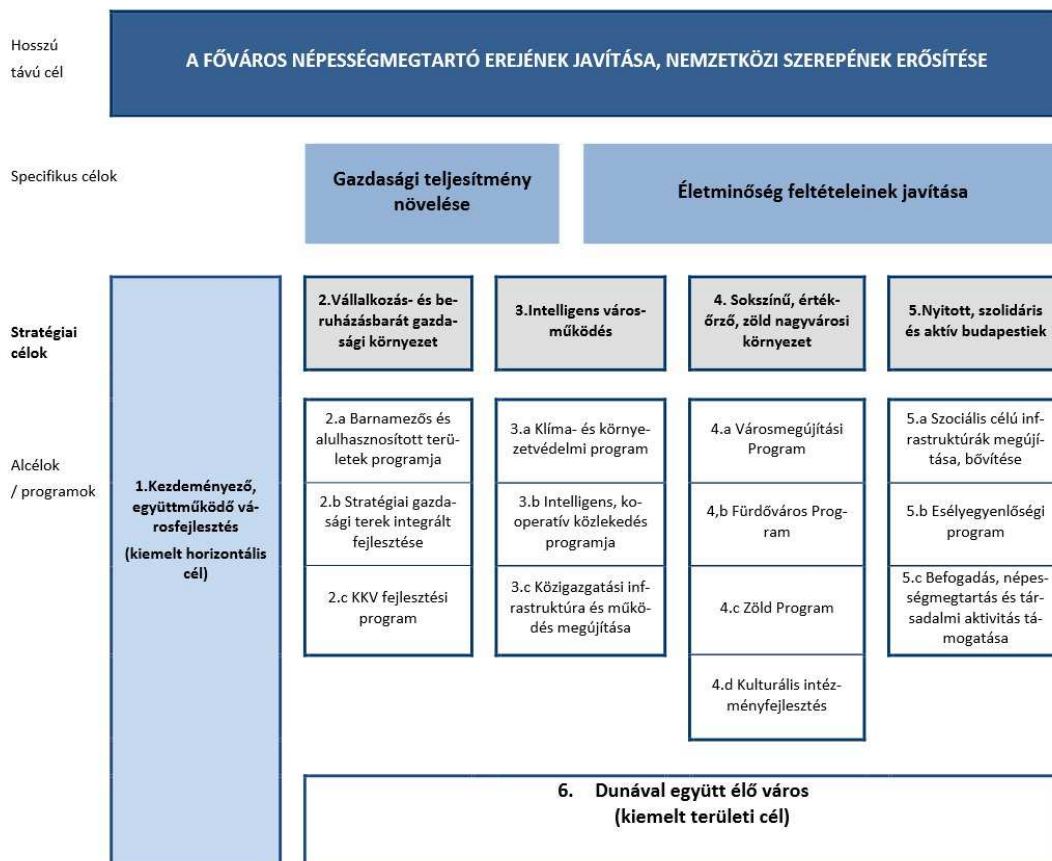 Hosszú
távú cél
A FŐVÁROS NÉPESSÉGMEGTARTÓ EREJÉNEK JAVÍTÁSA, NEMZETKÖZI SZEREPÉNEK ERŐSÍTÉSE
Specifikus célok
Gazdasági teljesítmény
növelése
Életminőség feltételeinek javítása
Stratégiai
célok
2.Vállalkozás- és be-
ruházásbarát gazda-
sági környezet
3.Intelligens város-
működés
4. Sokszínű, érték-
őrző, zöld nagyvárosi
környezet
5.Nyitott, szolidáris
és aktív budapestiek
Alcélok
/ programok
1.Kezdeményező,
együttműködő vá-
rosfejlesztés
(kiemelt horizontális
cél)
2.a Barnamezős és
alulhasznosított terü-
letek programja
2.b Stratégiai gazda-
sági terek integrált
fejlesztése
2.c KKV fejlesztési
program
3.a Klíma- és környe-
zetvédelmi program
3.b Intelligens, ko-
operatív közlekedés
programja
3.c Közigazgatási inf-
rastruktúra és műkö-
dés megújítása
4.a Városmegújítási
Program
4,b Fürdőváros Prog-
ram
4.c Zöld Program
4.d Kulturális intéz-
ményfejlesztés
5.a Szociális célú inf-
rastruktúrák megújí-
tása, bővítése
5.b Esélyegyenlőségi
program
5.c Befogadás, népes-
ségmegtartás és tár-
sadalmi aktivitás tá-
mogatása
6. Dunával együtt élő város
(kiemelt területi cél)